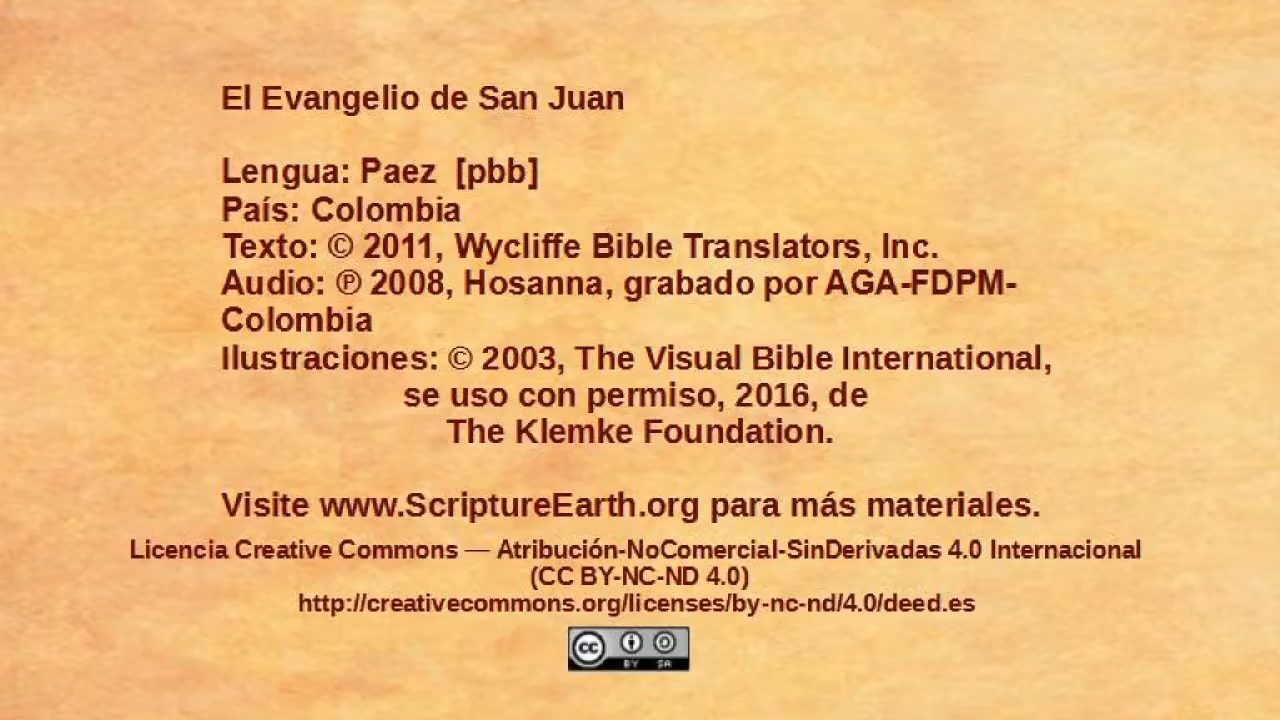 El Evangelio de San Juan
Lengua: Paez [pbb]
País: Colombia
Texto: © 2011, Wycliffe Bible Translators, Inc.
Audio: ℗ 2008, Hosanna, grabado por AGA-FDPM-
Colombia
Ilustraciones: © 2003, The Visual Bible International,
se uso con permiso, 2016, de
The Klemke Foundation.
Visite www.ScriptureEarth.org para más materiales.
Licencia Creative Commons — Atribución-NoComercial-SinDerivadas 4.0 Internacional
(CC BY-NC-ND 4.0)
http://creativecommons.org/licenses/by-nc-nd/4.0/deed.es
cc
BY SA